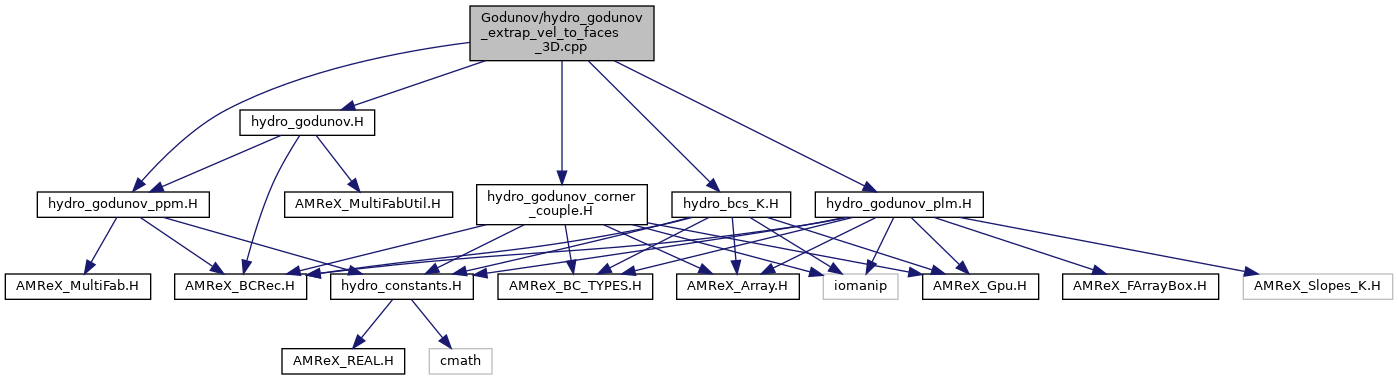 Godunov/hydro_godunov
_extrap_vel_to_faces
_3D.cpp
hydro_godunov.H
hydro_godunov_ppm.H
AMReX_MultiFabUtil.H
hydro_godunov_corner
_couple.H
hydro_bcs_K.H
hydro_godunov_plm.H
AMReX_MultiFab.H
AMReX_BCRec.H
hydro_constants.H
AMReX_BC_TYPES.H
AMReX_Array.H
iomanip
AMReX_Gpu.H
AMReX_FArrayBox.H
AMReX_Slopes_K.H
AMReX_REAL.H
cmath